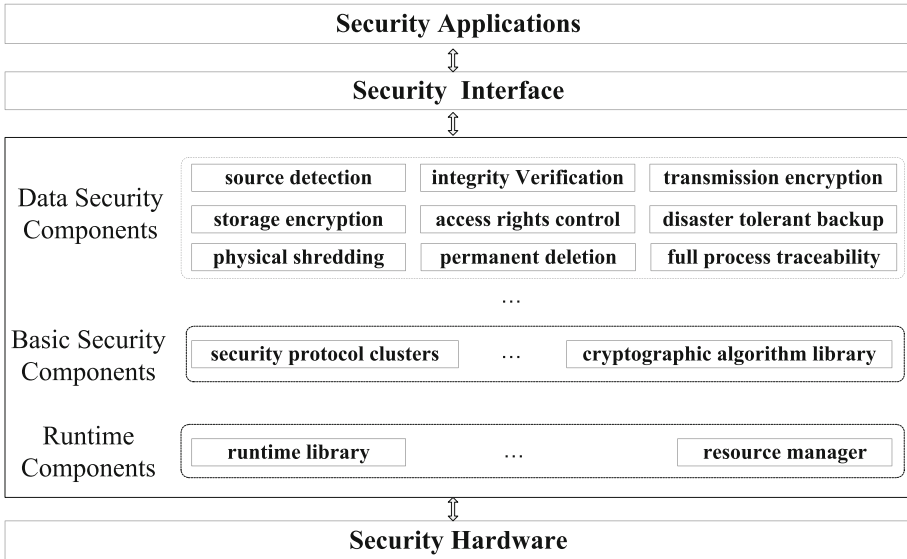 Security Applications
Security Interface
Data Security
Components
source detection
integrity Verification
transmission encryption
storage encryption
access rights control
disaster tolerant backup
physical shredding
permanent deletion
full process traceability
...
Basic Security
Components
security protocol clusters
...
cryptographic algorithm library
Runtime
Components
runtime library
...
resource manager
Security Hardware